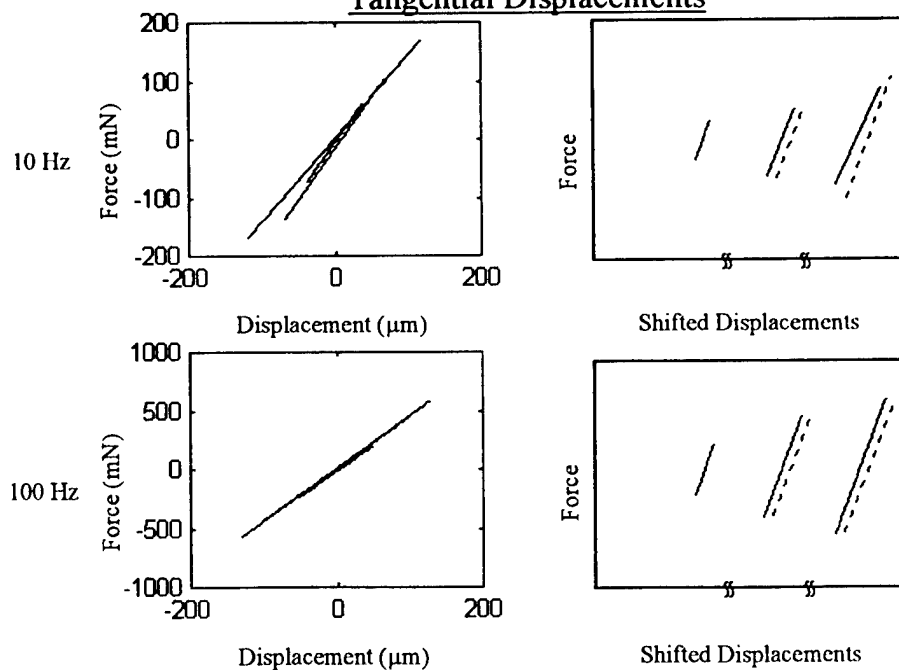 Tangential Displacements
200
100
0
-100
-200
-200 0 200
Force (mN)
10 Hz
Displacement (µm)
Force
Shifted Displacements
1000
500
0
-500
-1000
-200 0 200
Force (mN)
100 Hz
Displacement (µm)
Force
Shifted Displacements